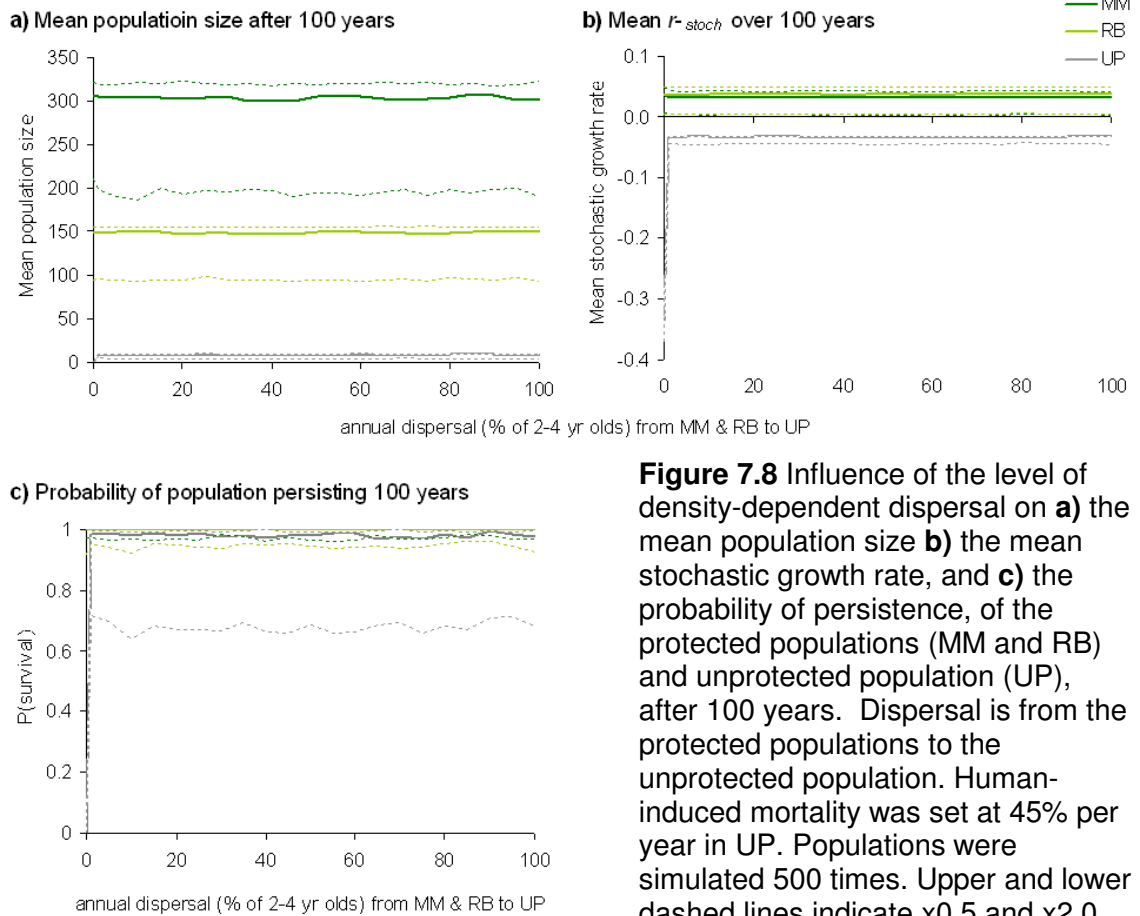 a) Mean populatioin size after 100 years
350
300
250
200
150
100
50
0
Mean population size
0 20 40 60 80 100
b) Mean r-stoch over 100 years
MM
RB
UP
0.1
0.0
-0.1
-0.2
-0.3
-0.4
Mean stochastic growth rate
0 20 40 60 80 100
annual dispersal (% of 2-4 yr olds) from MM & RB to UP
c) Probability of population persisting 100 years
1
0.8
0.6
0.4
0.2
0
P(survival)
0 20 40 60 80 100
annual dispersal (% of 2-4 yr olds) from MM & RB to UP
Figure 7.8 Influence of the level of
density-dependent dispersal on a) the
mean population size b) the mean
stochastic growth rate, and c) the
probability of persistence, of the
protected populations (MM and RB)
and unprotected population (UP),
after 100 years. Dispersal is from the
protected populations to the
unprotected population. Human-
induced mortality was set at 45% per
year in UP. Populations were
simulated 500 times. Upper and lower
dashed lines indicate x0.5 and x2.0